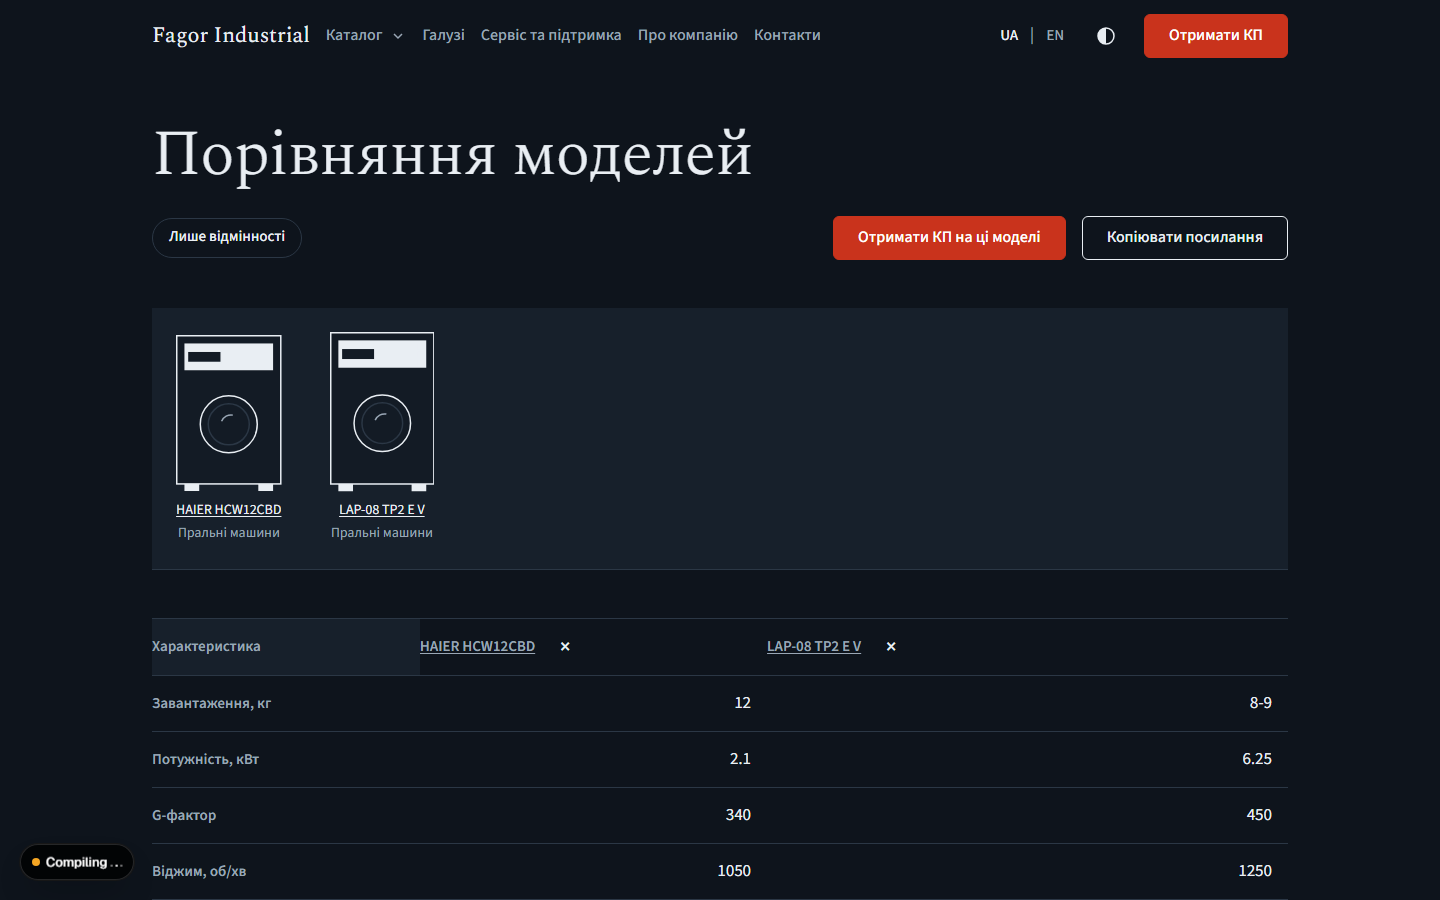 Fagor Industrial Каталог Галузі Сервіс та підтримка Про компанію Контакти UA | EN Отримати КП
Порівняння моделей
Лише відмінності Отримати КП на ці моделі Копіювати посилання
HAIER HCW12CBD LAP-08 TP2 E V
Пральні машини Пральні машини
Характеристика HAIER HCW12CBD × LAP-08 TP2 E V ×
Завантаження, кг 12 8-9
Потужність, кВт 2.1 6.25
G-фактор 340 450
Compiling ...
Віджим, об/хв 1050 1250